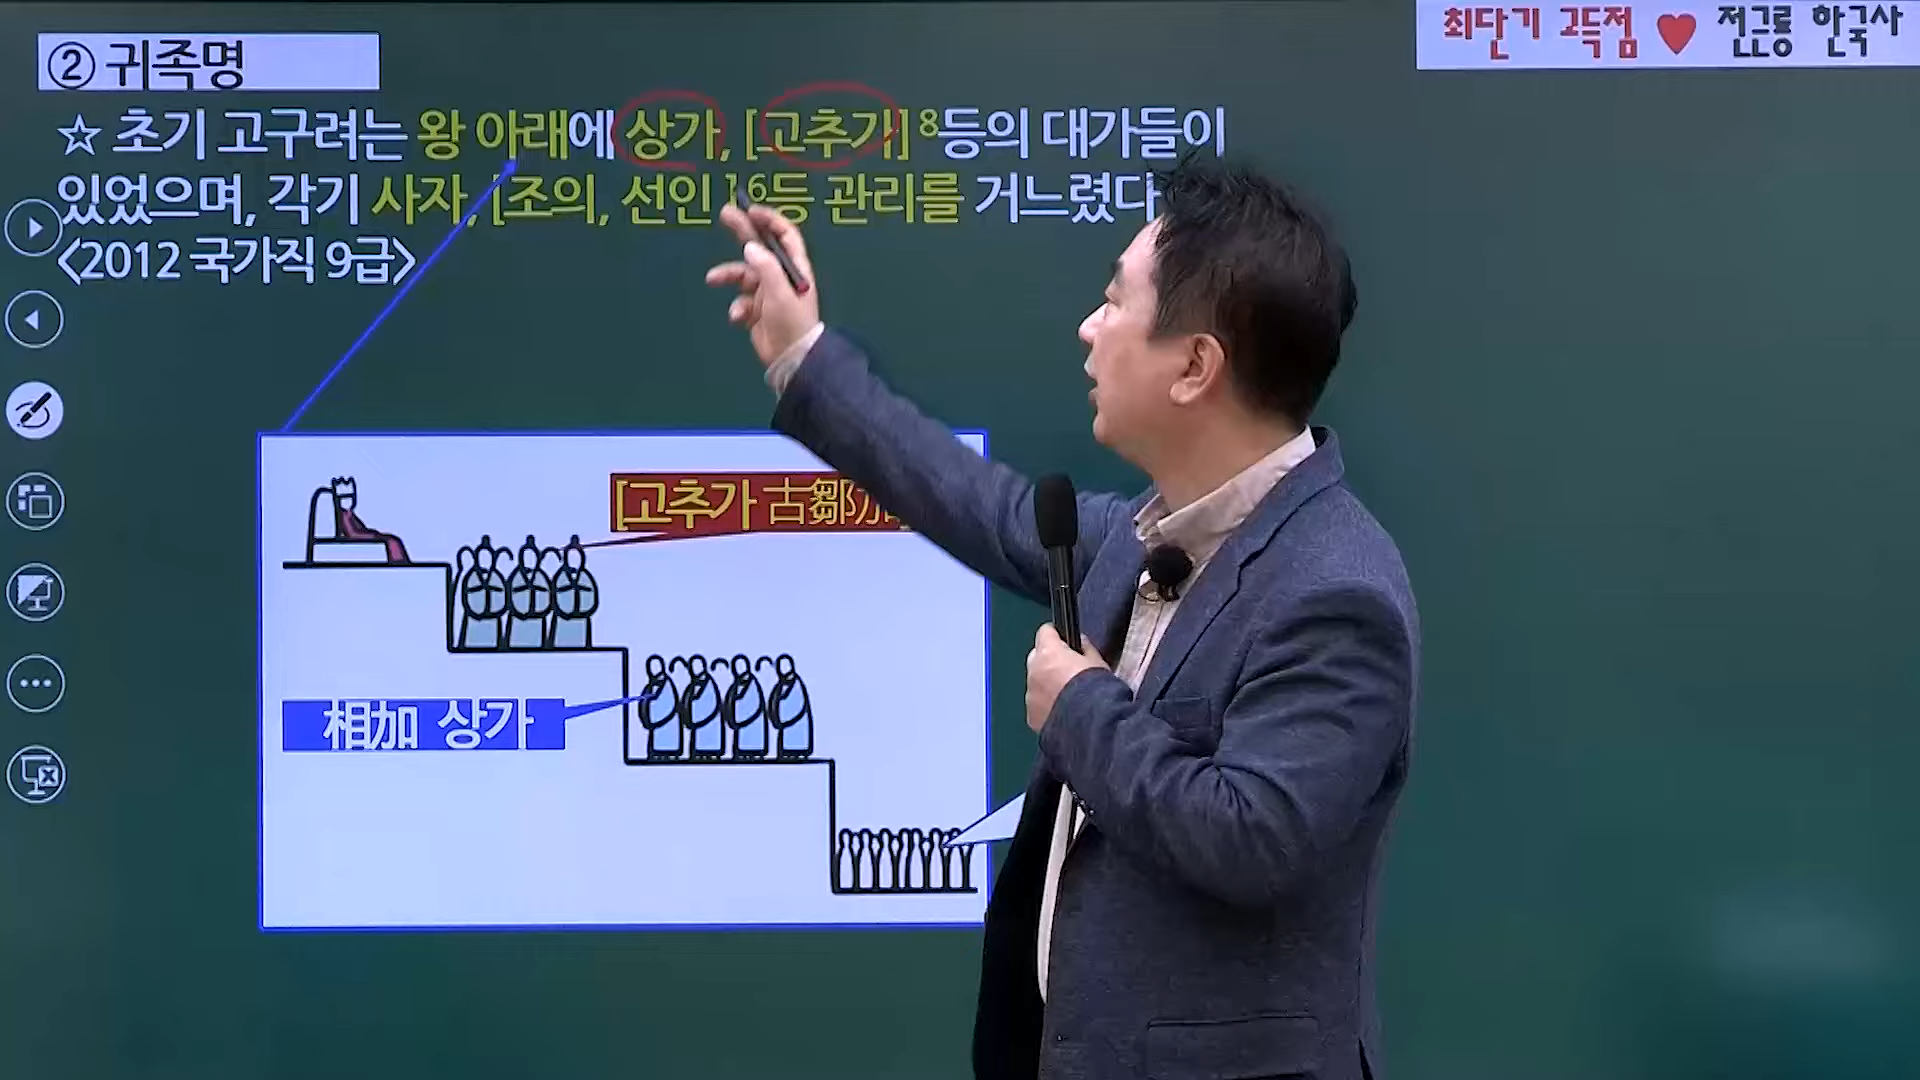 최단기 고득점 ♥ 전근룡 한국사
② 귀족명
☆ 초기 고구려는 왕 아래에 상가, [고추가] 8등의 대가들이
있었으며, 각기 사자, [조의, 선인 ] 6등 관리를 거느렸다
<2012 국가직 9급>
[고추가 古鄒加]
相加 상가